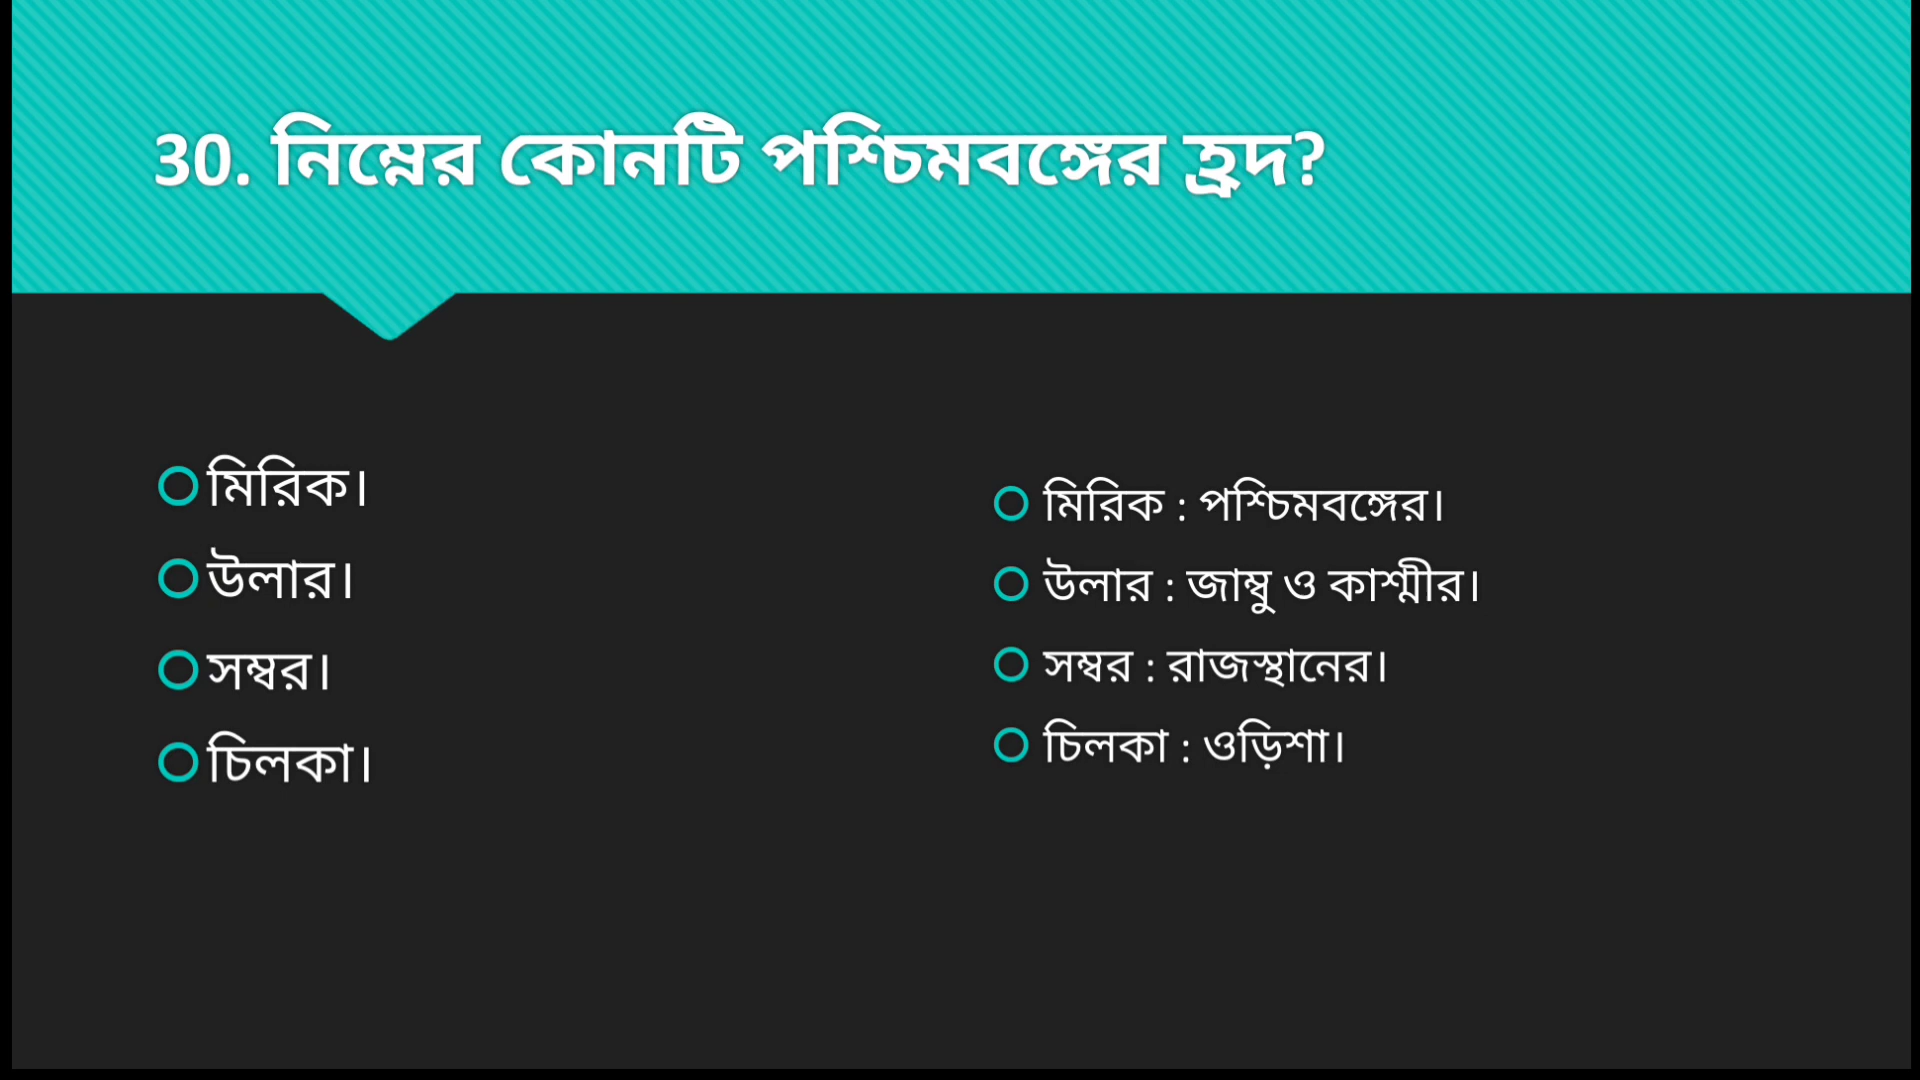 30. নিম্নের কোনটি পশ্চিমবঙ্গের হ্রদ?
মিরিক।
উলার।
সম্বর।
চিলকা।
মিরিক : পশ্চিমবঙ্গের।
উলার : জাম্বু ও কাশ্মীর।
সম্বর : রাজস্থানের।
চিলকা : ওড়িশা।